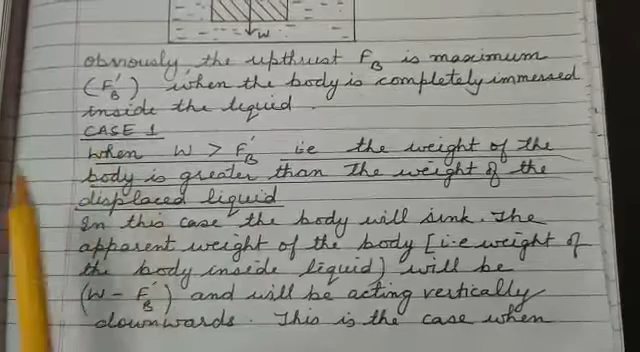 W
obviously the upthrust F_B is maximum
(F'_B) when the body is completely immersed
inside the liquid.
CASE 1
When W > F'_B i.e the weight of the
body is greater than the weight of the
displaced liquid
In this case the body will sink. The
apparent weight of the body [i.e weight of
the body inside liquid) will be
(W - F'_B) and will be acting vertically
downwards. This is the case when